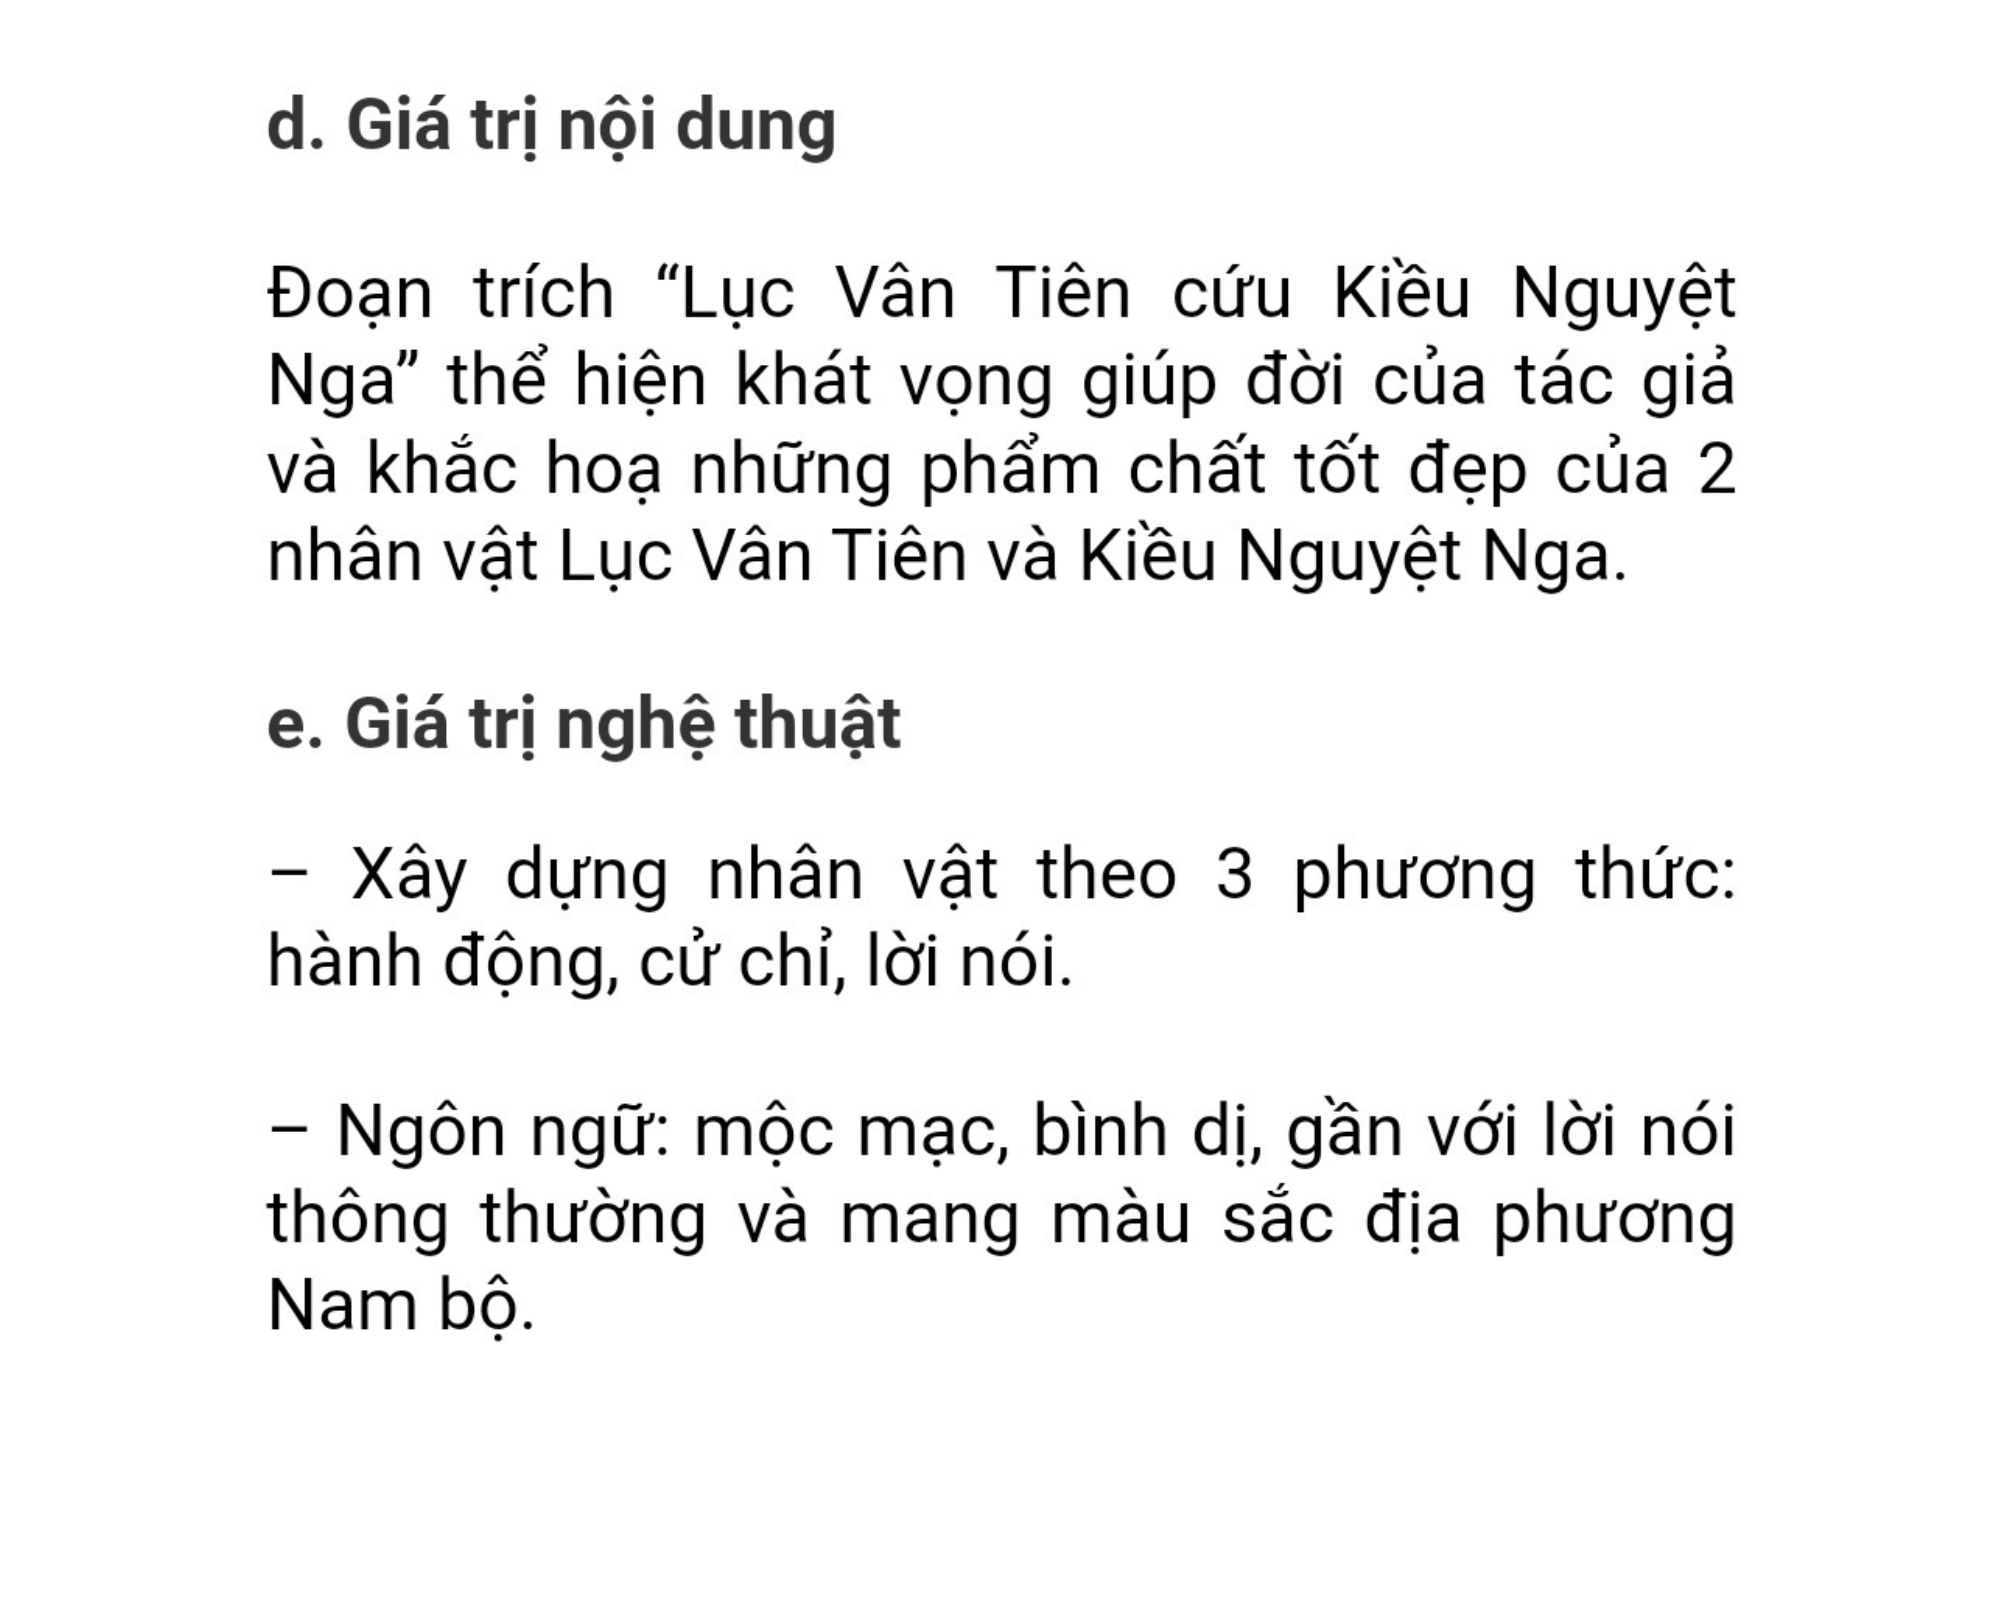 d. Giá trị nội dung
Đoạn trích “Lục Vân Tiên cứu Kiều Nguyệt
Nga” thể hiện khát vọng giúp đời của tác giả
và khắc hoạ những phẩm chất tốt đẹp của 2
nhân vật Lục Vân Tiên và Kiều Nguyệt Nga.
e. Giá trị nghệ thuật
– Xây dựng nhân vật theo 3 phương thức:
hành động, cử chỉ, lời nói.
– Ngôn ngữ: mộc mạc, bình dị, gần với lời nói
thông thường và mang màu sắc địa phương
Nam bộ.